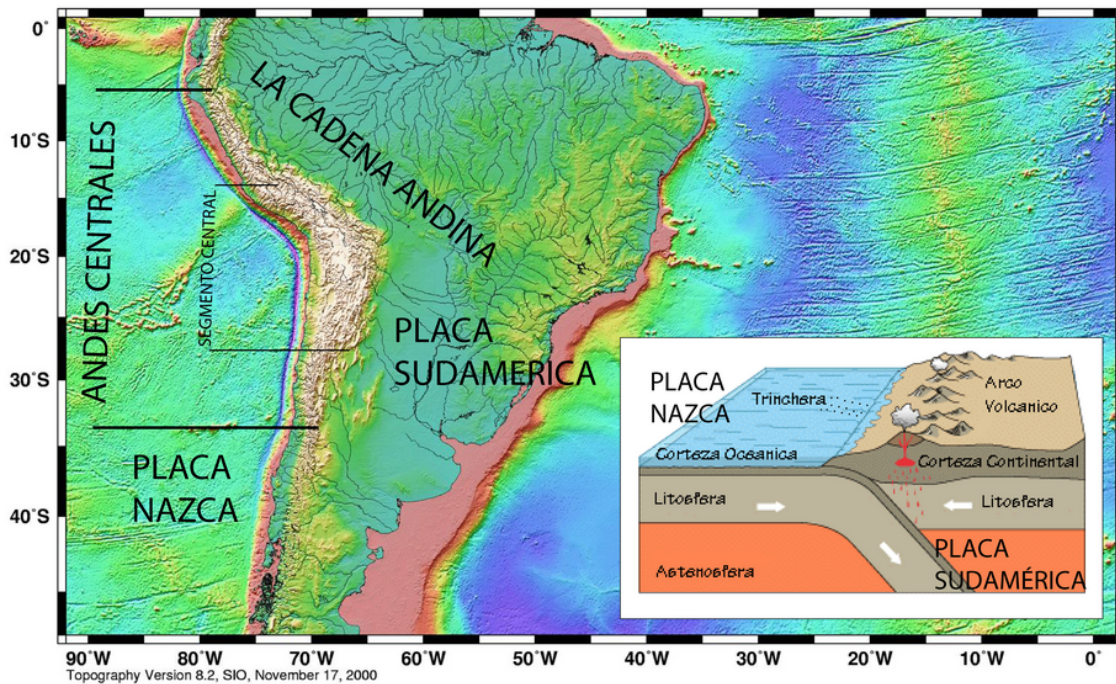 0°
10°S
20°S
30°S
40°S
ANDES CENTRALES
SEGMENTO CENTRAL
LA CADENA ANDINA
PLACA
SUDAMERICA
PLACA
NAZCA
PLACA
NAZCA
Trinchera
Arco
Volcanico
Corteza Oceanica
Corteza Continental
Litosfera
Litosfera
Astenosfera
PLACA
SUDAMÉRICA
90°W 80°W 70°W 60°W 50°W 40°W 30°W 20°W 10°W 0°
Topography Version 8.2, SIO, November 17, 2000